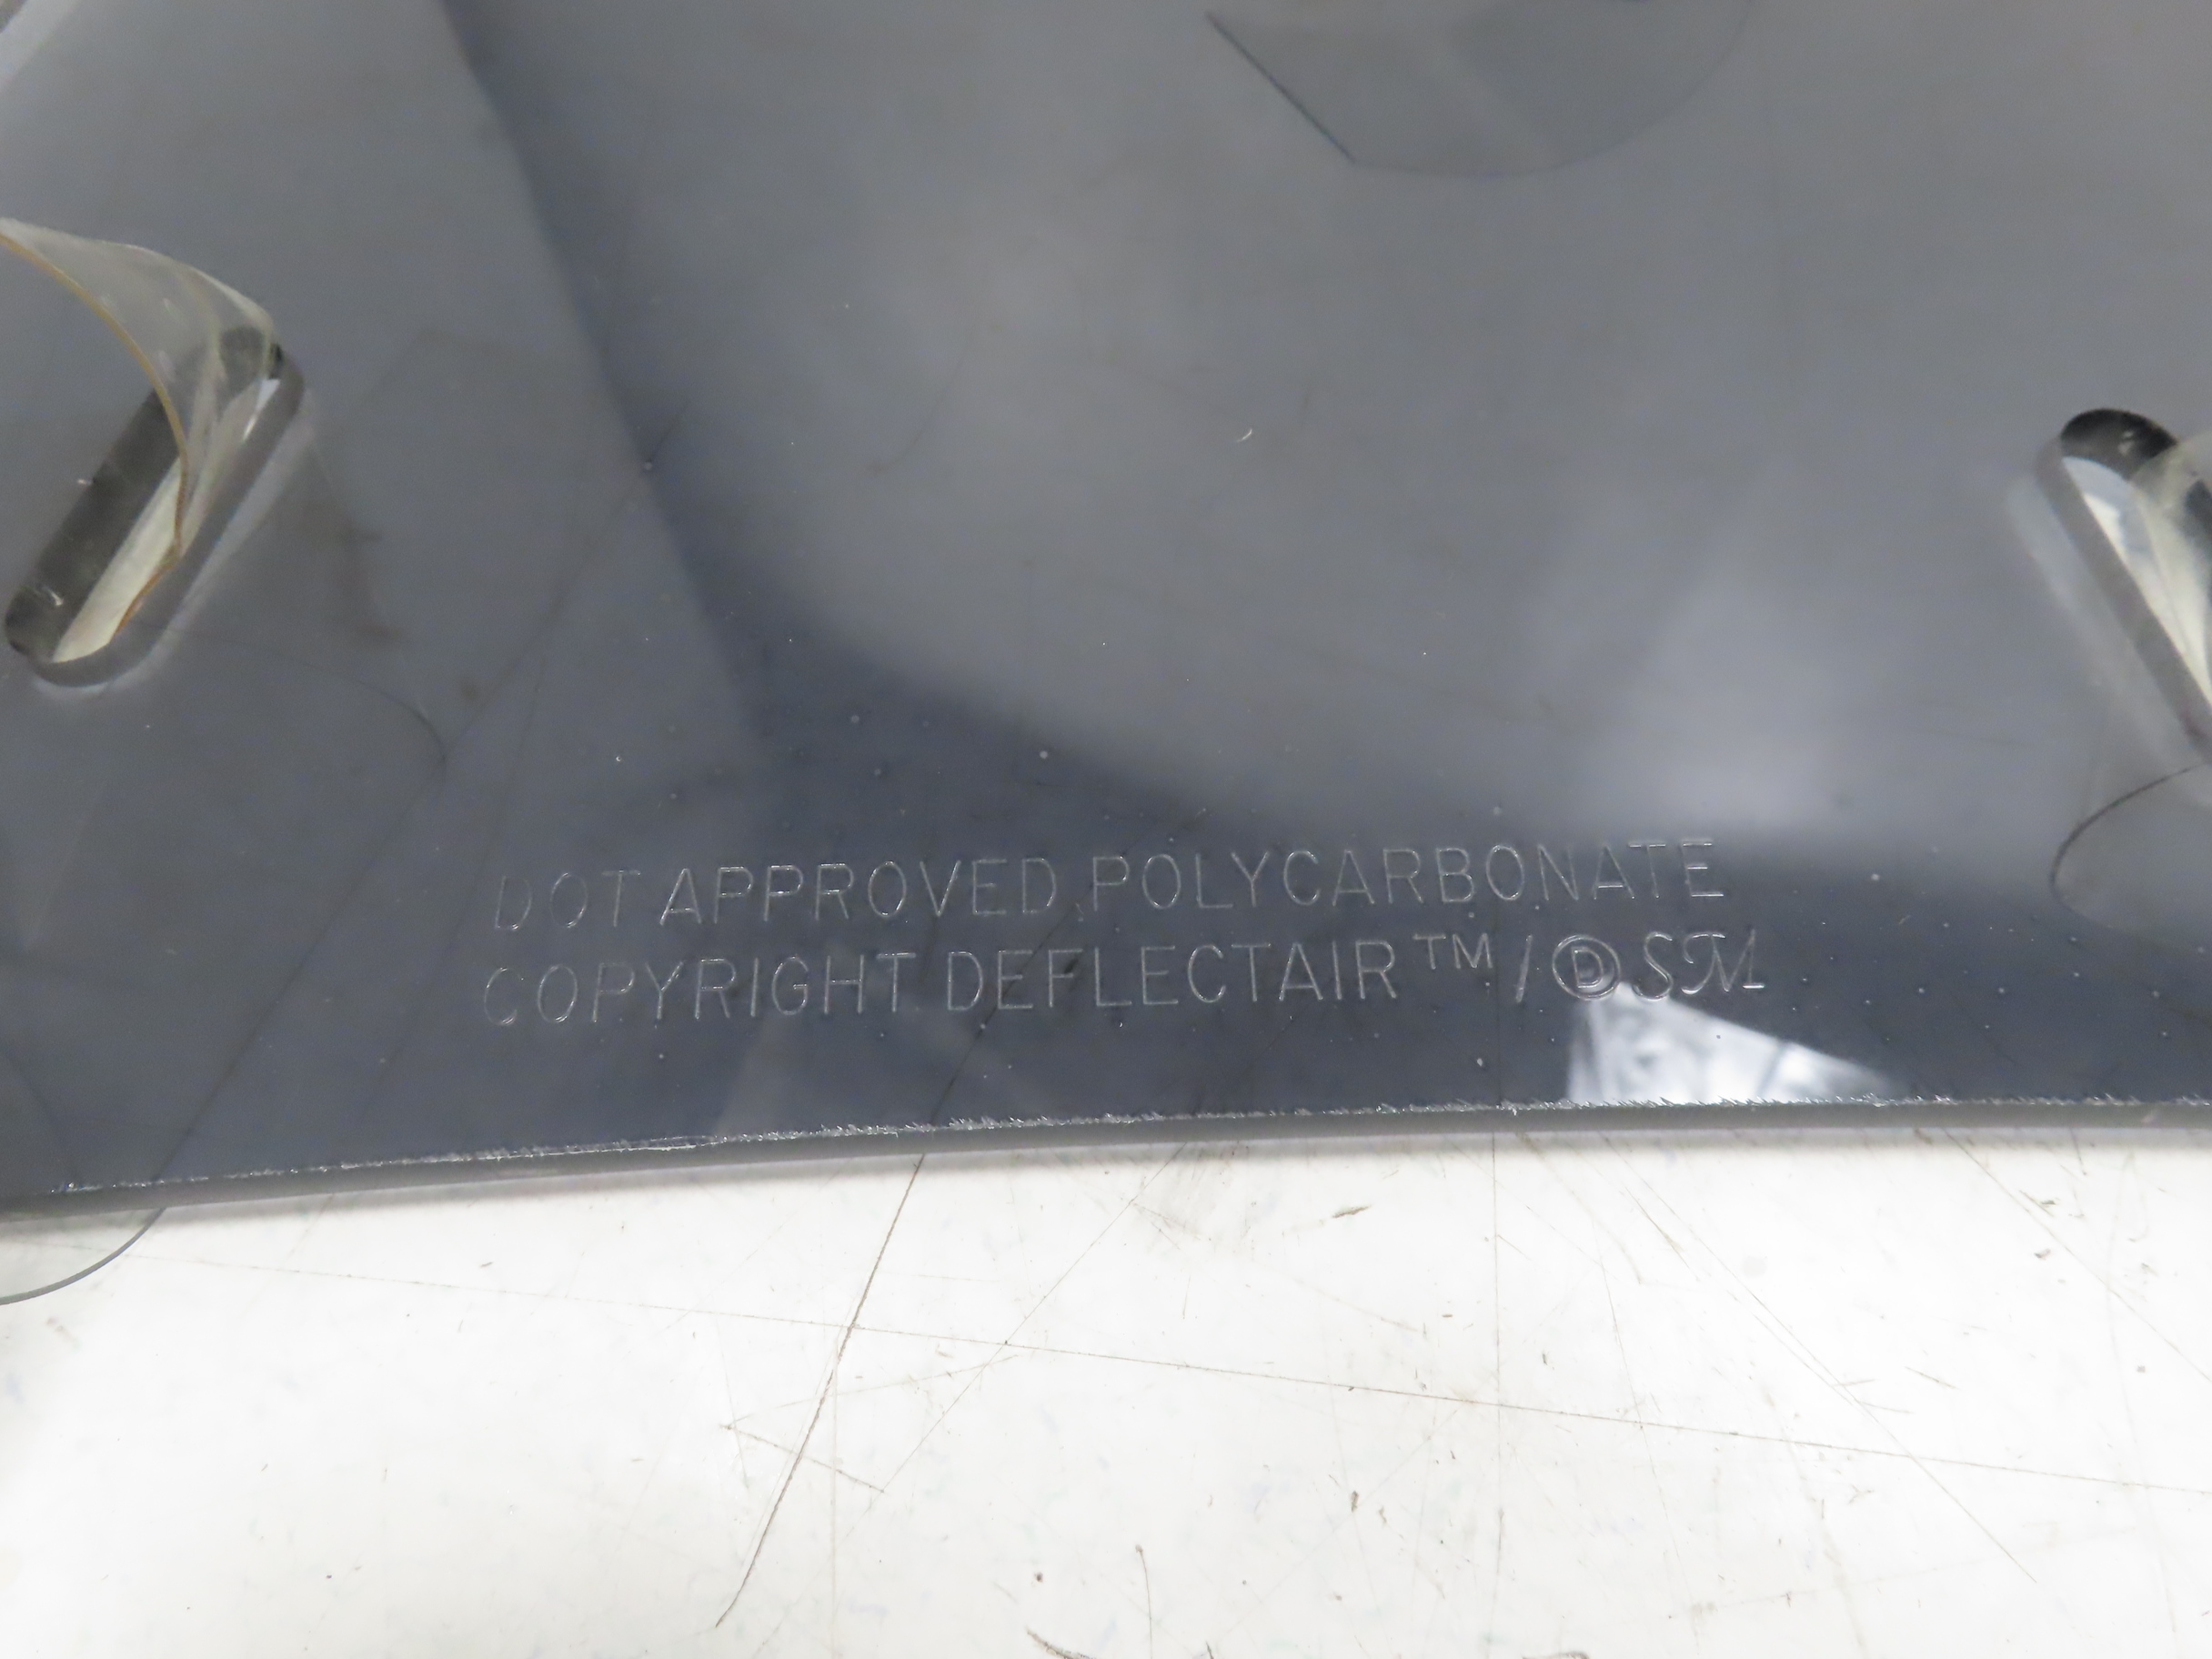 DOT APPROVED POLYCARBONATE
COPYRIGHT DEFLECTAIR™/ⒹSM